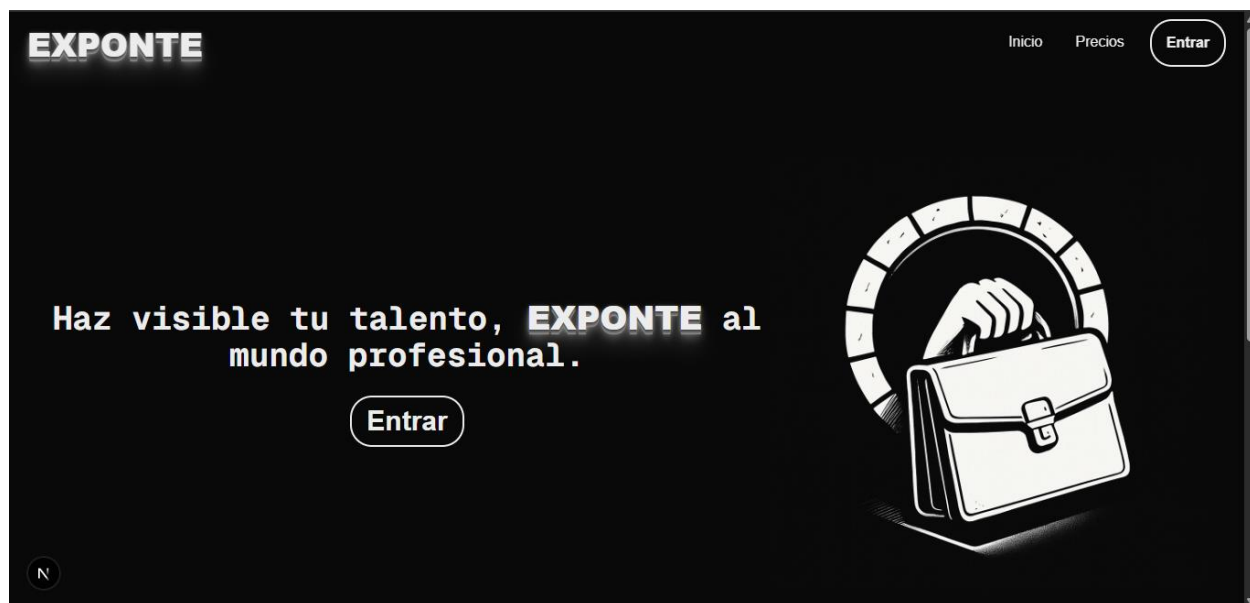 EXPONTE
Inicio Precios Entrar
Haz visible tu talento, EXPONTE al
mundo profesional.
Entrar
N